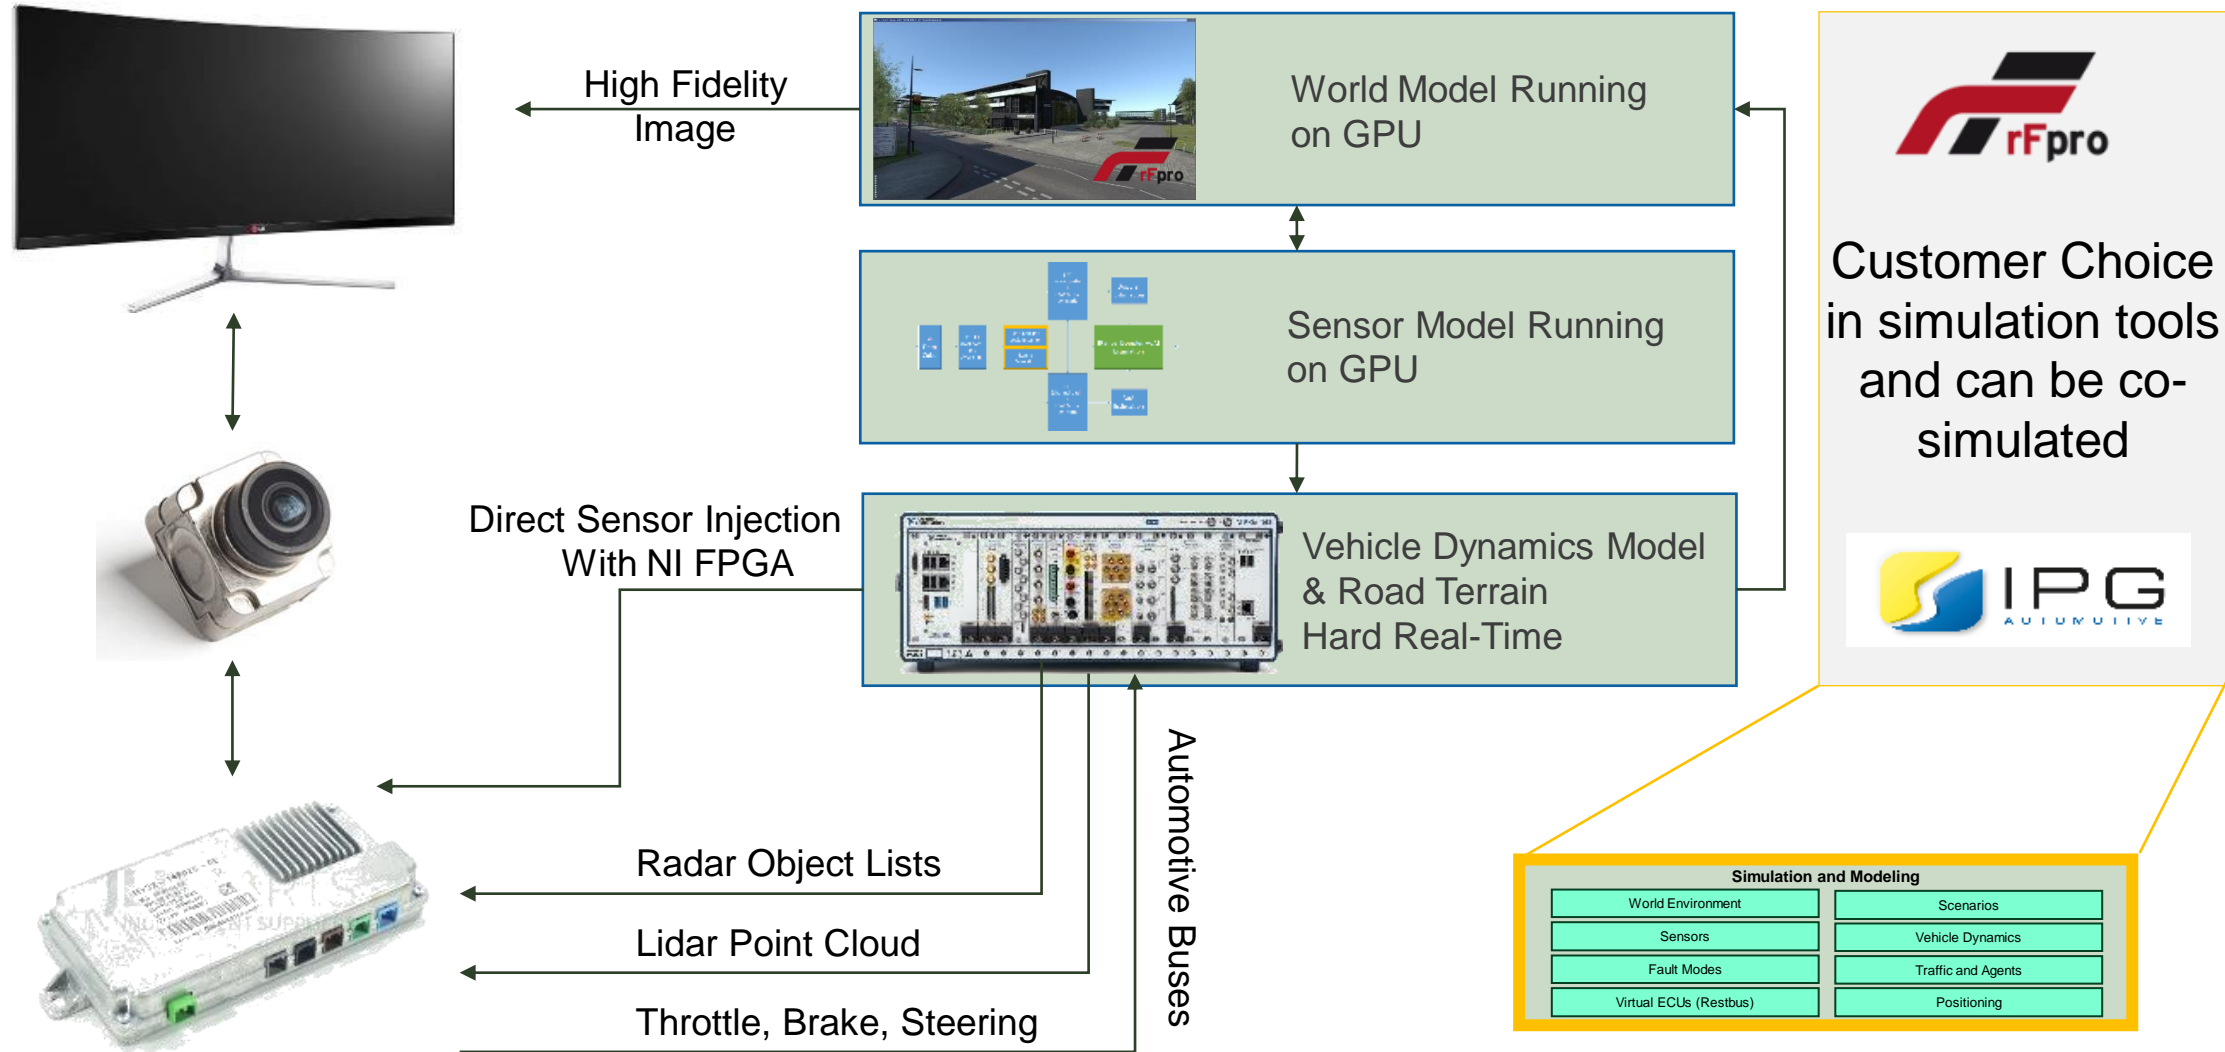 High Fidelity
Image
rFpro
World Model Running
on GPU
Sensor Model Running
on GPU
Direct Sensor Injection
With NI FPGA
Vehicle Dynamics Model
& Road Terrain
Hard Real-Time
Radar Object Lists
Lidar Point Cloud
Throttle, Brake, Steering
Automotive Buses
rFpro
Customer Choice
in simulation tools
and can be co-
simulated
IPG
AUTOMOTIVE
Simulation and Modeling
World Environment
Scenarios
Sensors
Vehicle Dynamics
Fault Modes
Traffic and Agents
Virtual ECUs (Restbus)
Positioning